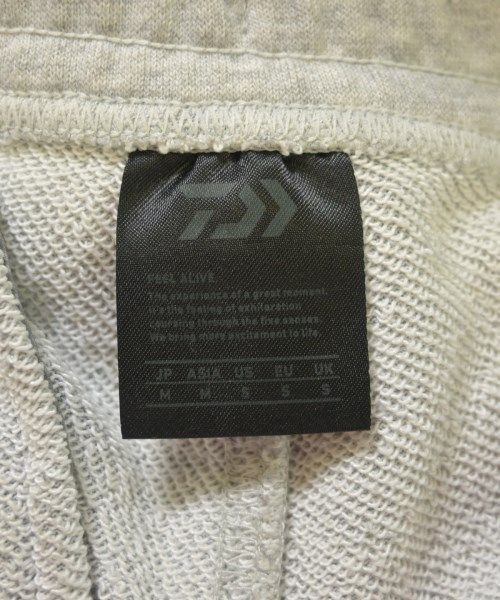 FEEL ALIVE.
The experience of a great moment.
It's the feeling of exhilaration
coursing through the five senses.
We bring more excitement to life.
JP ASIA US EU UK
M M S S S